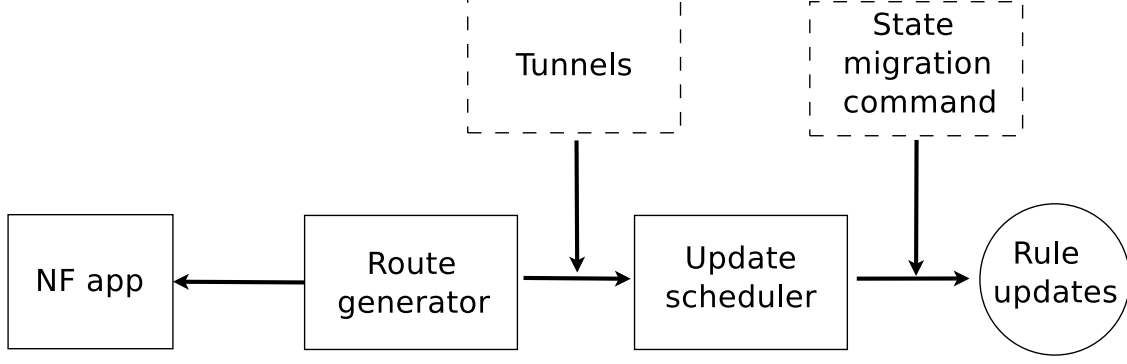 Tunnels
State
migration
command
NF app
Route
generator
Update
scheduler
Rule
updates